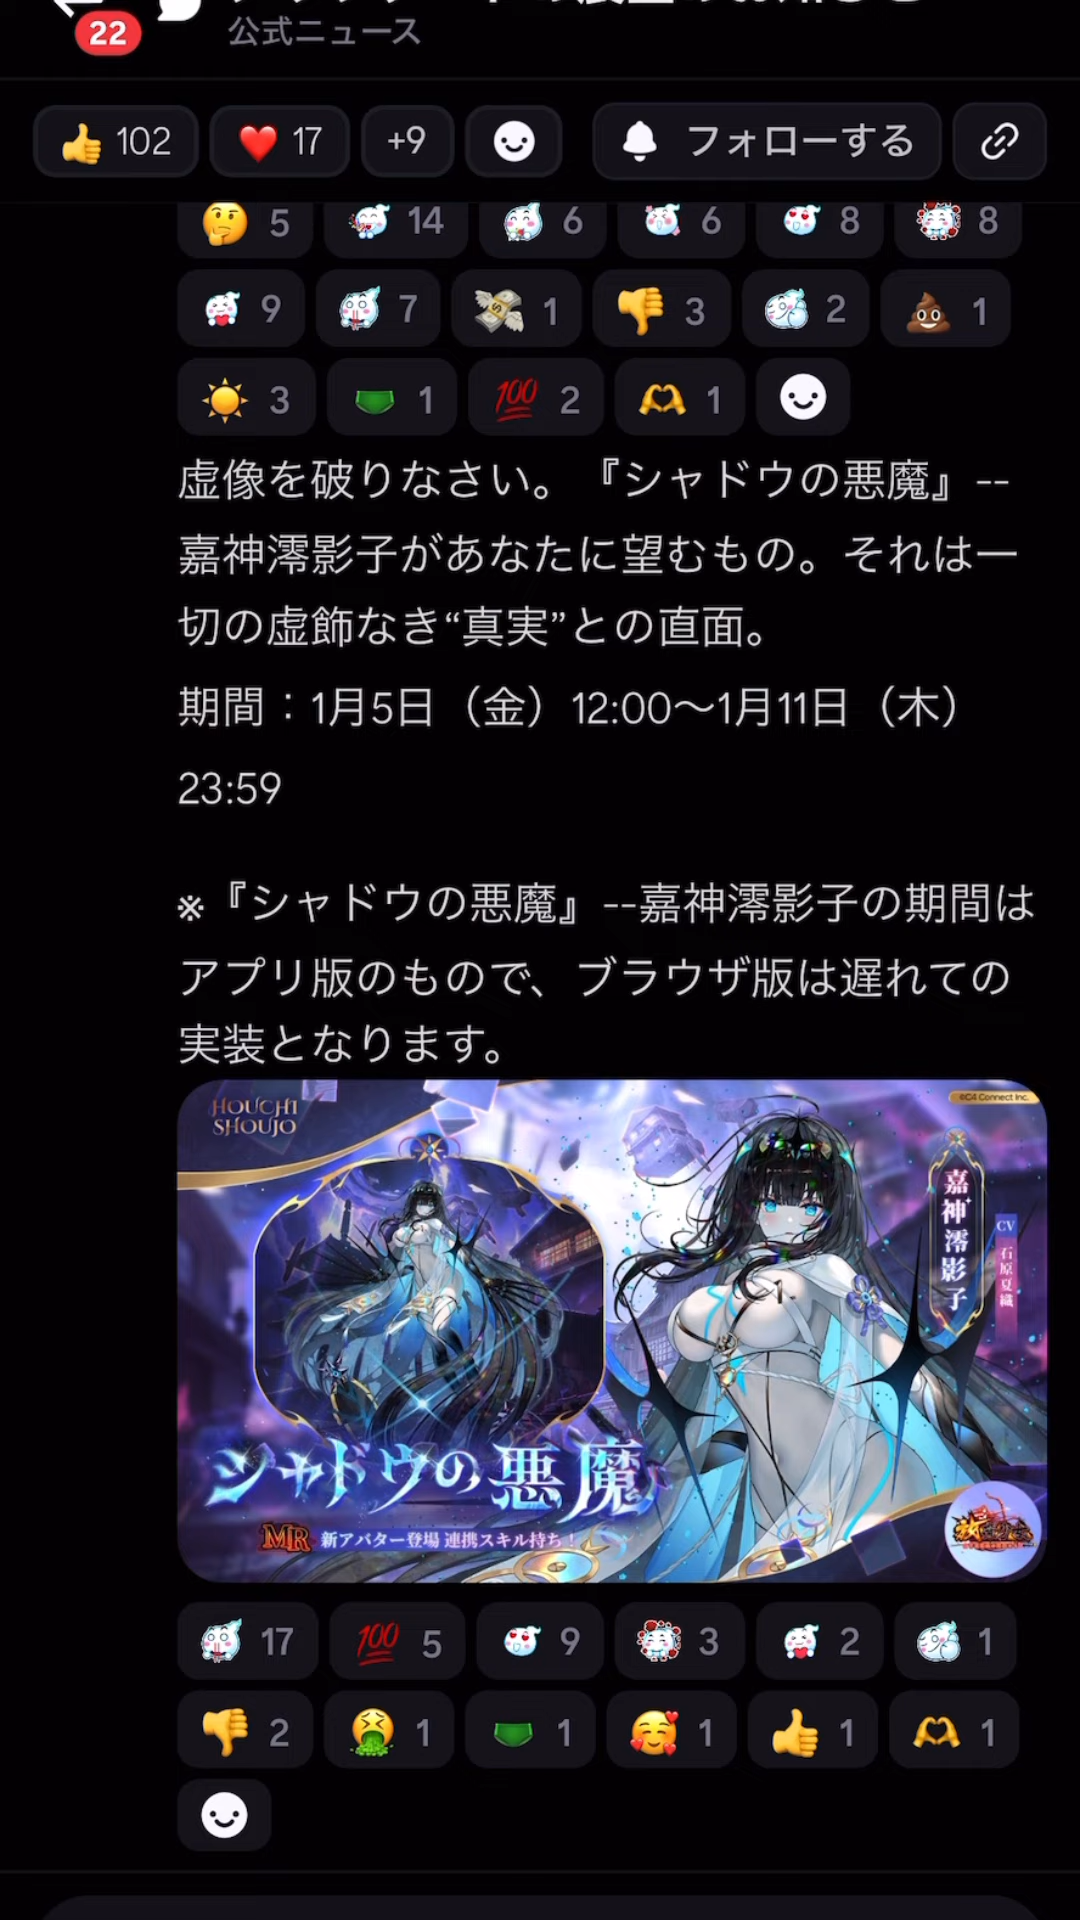 22
公式ニュース
102
17
+9
フォローする
5
14
6
6
8
8
9
7
1
3
2
1
3
1
100
2
1
虚像を破りなさい。『シャドウの悪魔』--
嘉神澪影子があなたに望むもの。それは一
切の虚飾なき“真実”との直面。
期間：1月5日（金）12:00～1月11日（木）
23:59
※『シャドウの悪魔』--嘉神澪影子の期間は
アプリ版のもので、ブラウザ版は遅れての
実装となります。
HOUCHI
SHOUJO
©C4 Connect Inc.
嘉神澪影子
CV
石原夏織
シャドウの悪魔
MR 新アバター登場 連携スキル持ち！
17
100
5
9
3
2
1
2
1
1
1
1
1